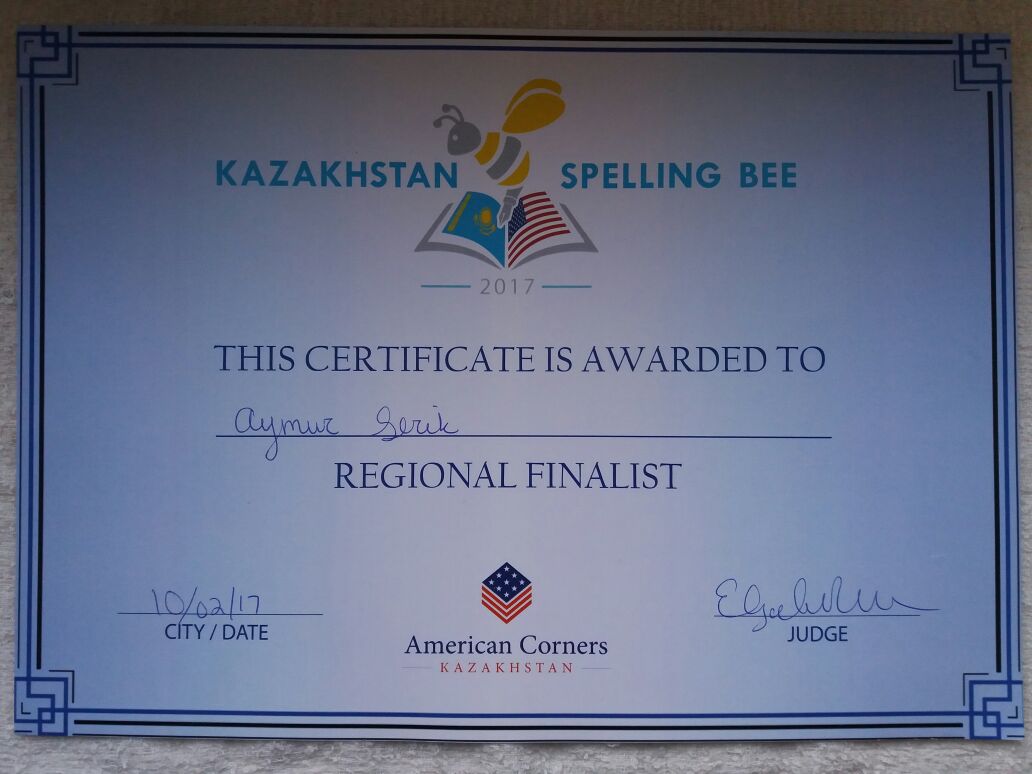 KAZAKHSTAN SPELLING BEE
2017
THIS CERTIFICATE IS AWARDED TO
Aymur Serik
REGIONAL FINALIST
10/02/17
CITY / DATE
American Corners
KAZAKHSTAN
JUDGE